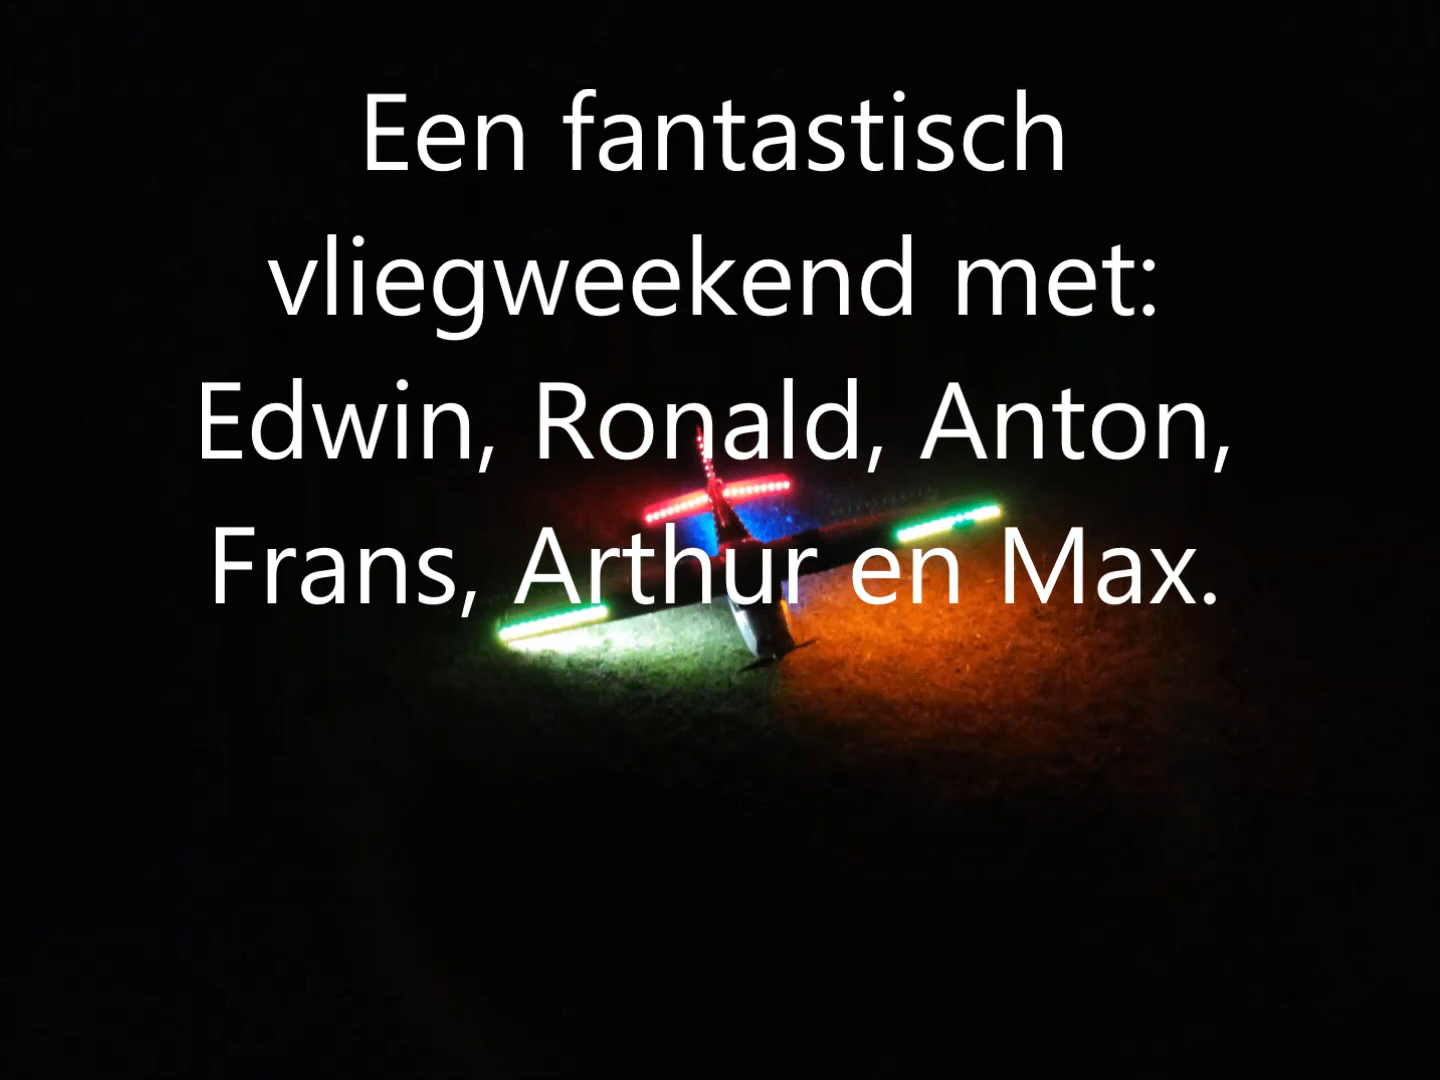 Een fantastisch
vliegweekend met:
Edwin, Ronald, Anton,
Frans, Arthur en Max.